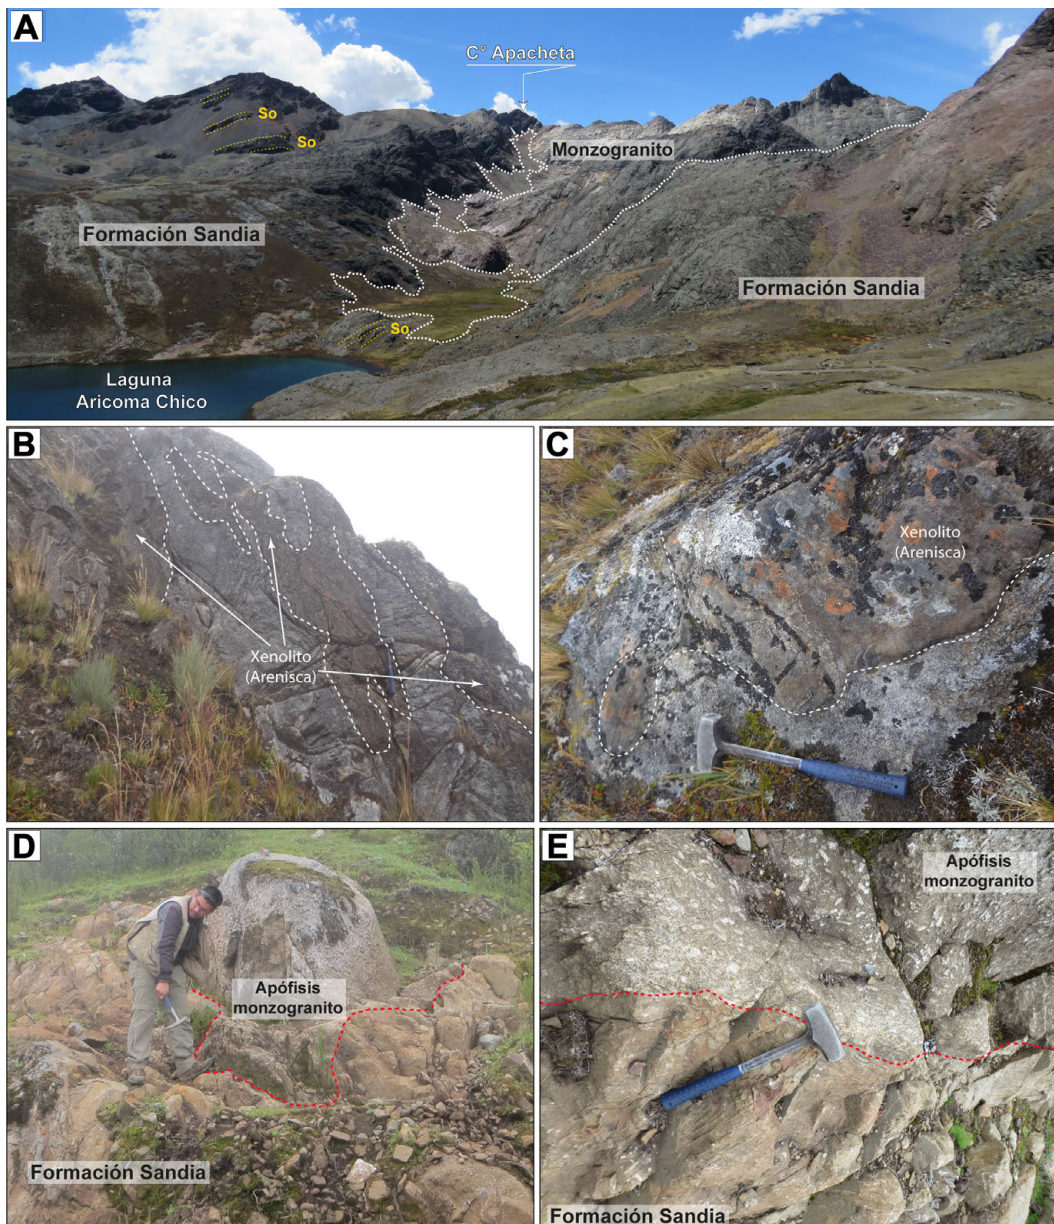 A
C° Apacheta
So
So
Monzogranito
Formación Sandia
Formación Sandia
So
Laguna
Aricoma Chico
B
Xenolito
(Arenisca)
C
Xenolito
(Arenisca)
D
Apófisis
monzogranito
Formación Sandia
E
Apófisis
monzogranito
Formación Sandia